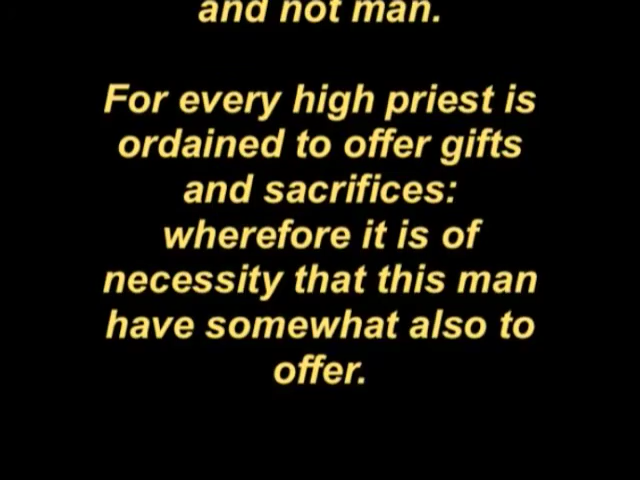 and not man.
For every high priest is
ordained to offer gifts
and sacrifices:
wherefore it is of
necessity that this man
have somewhat also to
offer.